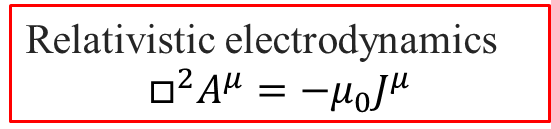 Relativistic electrodynamics
□²A^μ = −μ₀J^μ